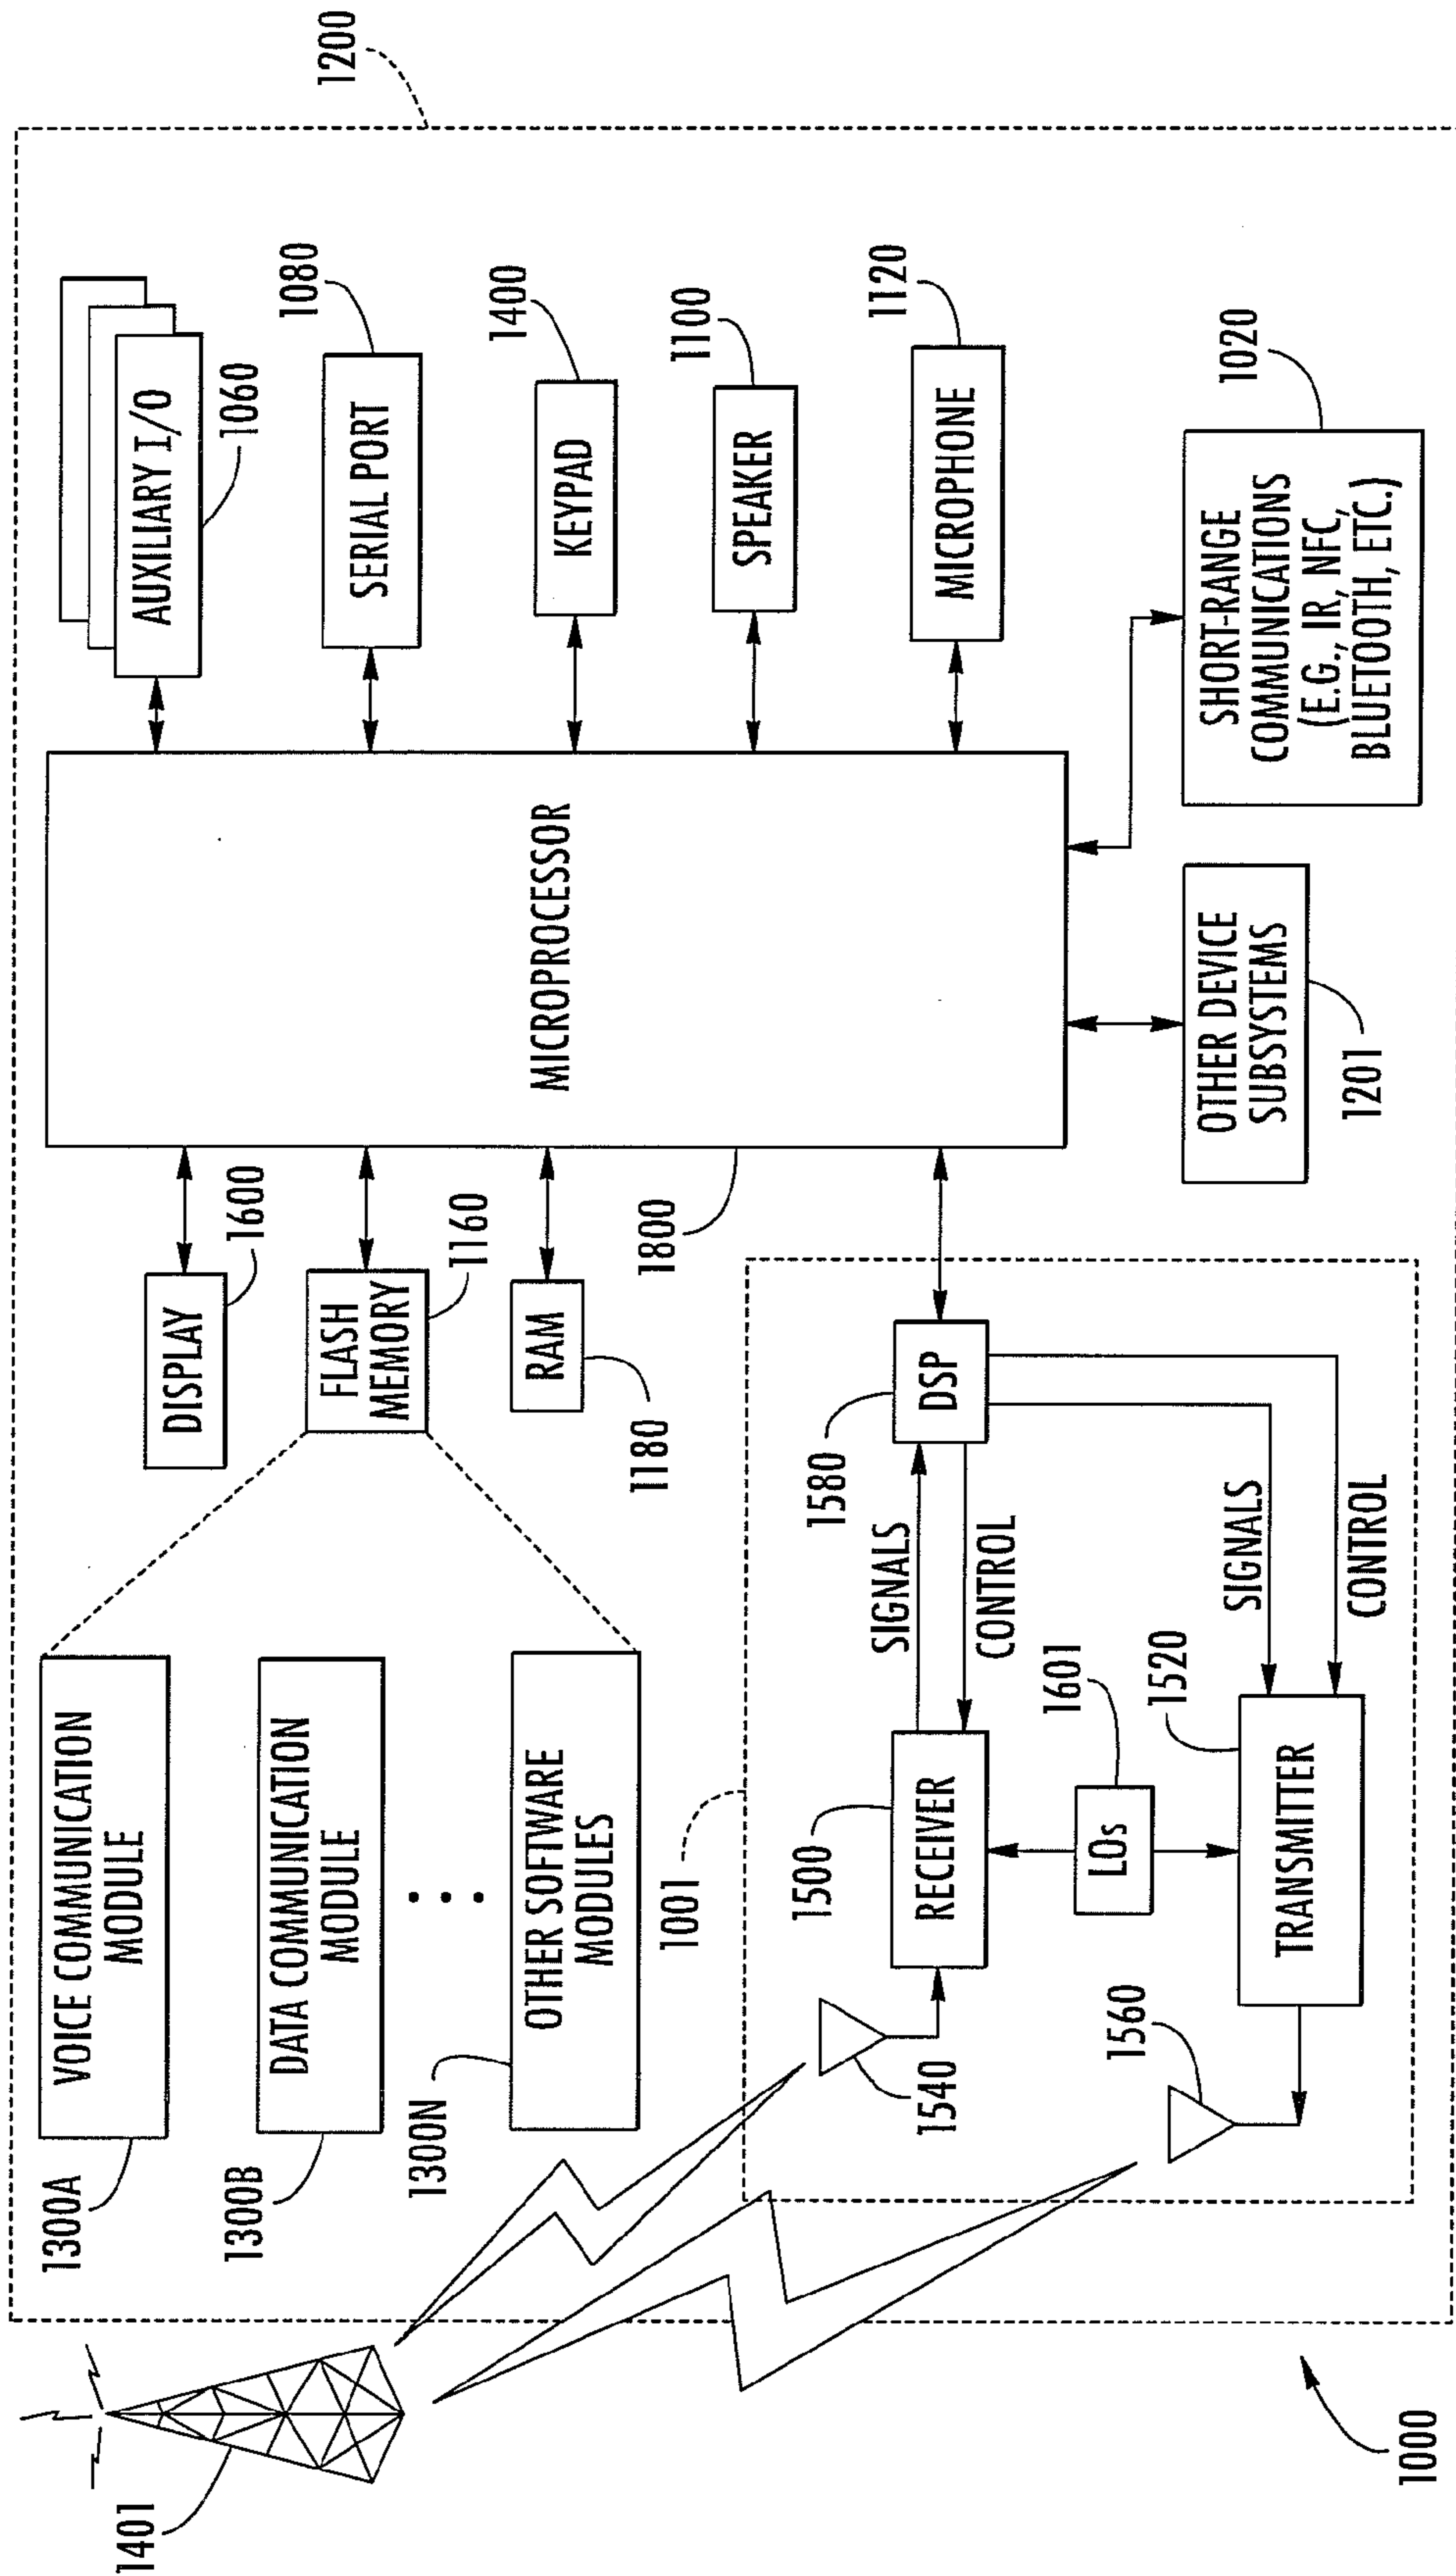 1200
AUXILIARY I/O
1060
SERIAL PORT
1080
KEYPAD
1400
SPEAKER
1100
MICROPHONE
1120
SHORT-RANGE
COMMUNICATIONS
(E.G., IR, NFC,
BLUETOOTH, ETC.)
1020
MICROPROCESSOR
1800
OTHER DEVICE
SUBSYSTEMS
1201
DISPLAY
1600
FLASH
MEMORY
1160
RAM
1180
VOICE COMMUNICATION
MODULE
1300A
DATA COMMUNICATION
MODULE
1300B
OTHER SOFTWARE
MODULES
1300N
1001
DSP
1580
SIGNALS
CONTROL
SIGNALS
CONTROL
RECEIVER
1500
LOs
1601
TRANSMITTER
1520
1540
1560
1401
1000